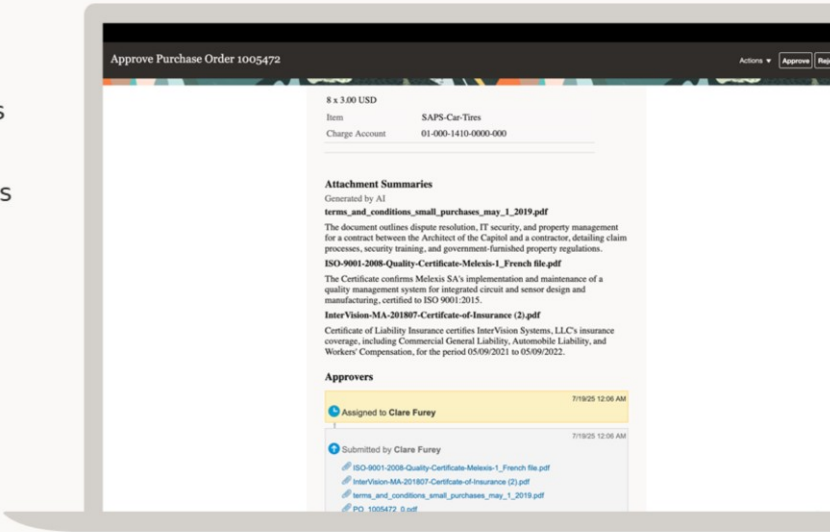 s
s
Approve Purchase Order 1005472
Actions ▼ Approve
8 x 3.00 USD
Item SAPS-Car-Tires
Charge Account 01-000-1410-0000-000
Attachment Summaries
Generated by AI
terms_and_conditions_small_purchases_may_1_2019.pdf
The document outlines dispute resolution, IT security, and property management
for a contract between the Architect of the Capitol and a contractor, detailing claim
processes, security training, and government-furnished property regulations.
ISO-9001-2008-Quality-Certificate-Melexis-1_French file.pdf
The Certificate confirms Melexis SA's implementation and maintenance of a
quality management system for integrated circuit and sensor design and
manufacturing, certified to ISO 9001:2015.
InterVision-MA-201807-Certifcate-of-Insurance (2).pdf
Certificate of Liability Insurance certifies InterVision Systems, LLC's insurance
coverage, including Commercial General Liability, Automobile Liability, and
Workers' Compensation, for the period 05/09/2021 to 05/09/2022.
Approvers
7/19/25 12:06 AM
Assigned to Clare Furey
7/19/25 12:06 AM
Submitted by Clare Furey
ISO-9001-2008-Quality-Certificate-Melexis-1_French file.pdf
InterVision-MA-201807-Certifcate-of-Insurance (2).pdf
terms_and_conditions_small_purchases_may_1_2019.pdf
PO_1005472_0.pdf